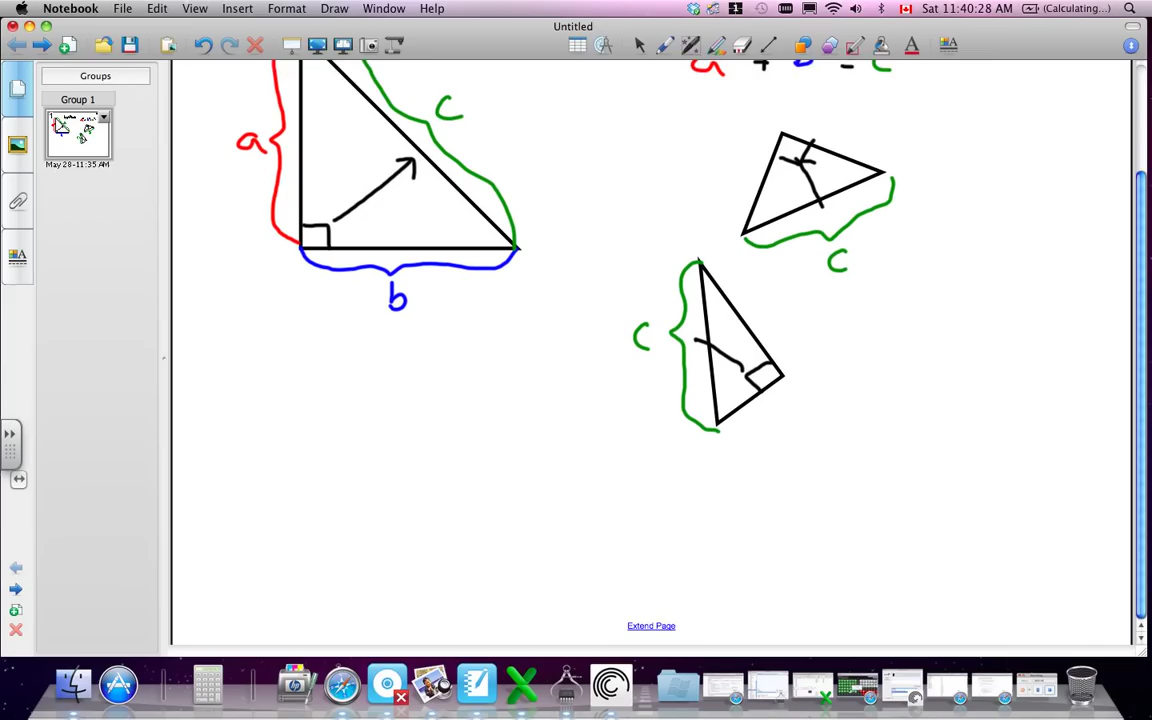 Notebook File Edit View Insert Format Draw Window Help Sat 11:40:28 AM (Calculating...)
Untitled
Groups
Group 1
1
May 28-11:35 AM
a + b = c
a
c
b
c
c
Extend Page